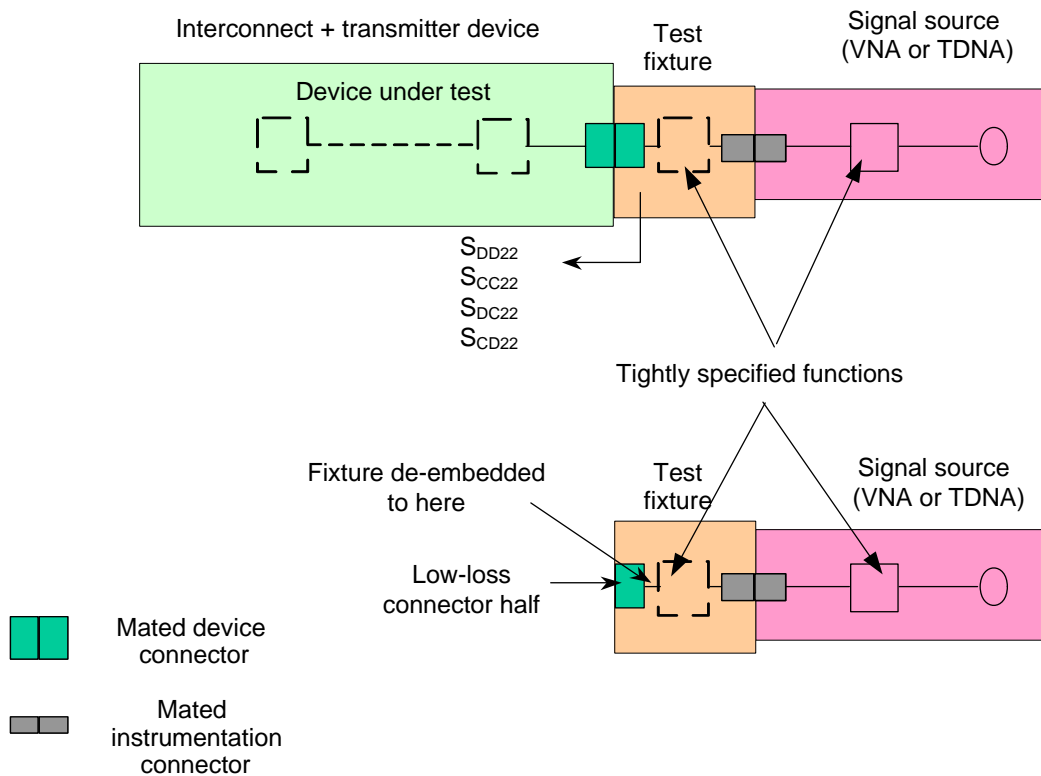 Interconnect + transmitter device
Test
fixture
Signal source
(VNA or TDNA)
Device under test
SDD22
SCC22
SDC22
SCD22
Tightly specified functions
Fixture de-embedded
to here
Test
fixture
Signal source
(VNA or TDNA)
Low-loss
connector half
Mated device
connector
Mated
instrumentation
connector